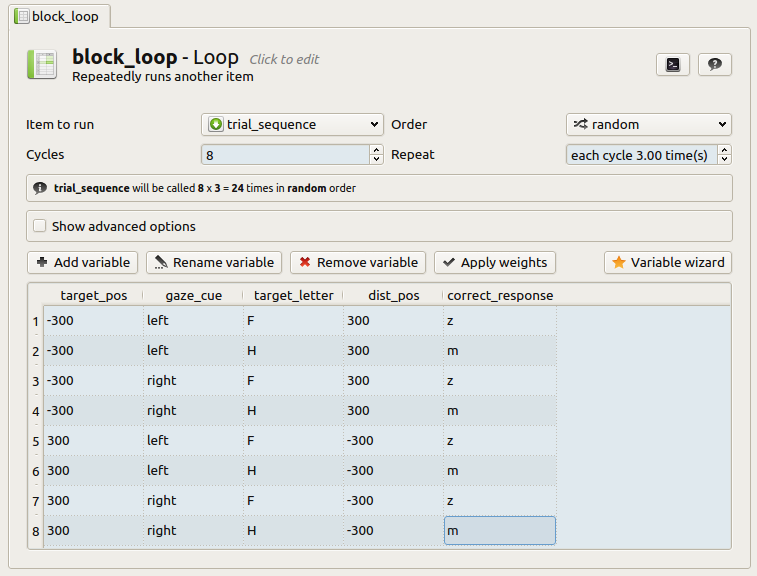 block_loop
block_loop - Loop Click to edit
Repeatedly runs another item
Item to run trial_sequence Order random
Cycles 8 Repeat each cycle 3.00 time(s)
trial_sequence will be called 8 x 3 = 24 times in random order
Show advanced options
Add variable Rename variable Remove variable Apply weights Variable wizard
target_pos gaze_cue target_letter dist_pos correct_response
1 -300 left F 300 z
2 -300 left H 300 m
3 -300 right F 300 z
4 -300 right H 300 m
5 300 left F -300 z
6 300 left H -300 m
7 300 right F -300 z
8 300 right H -300 m